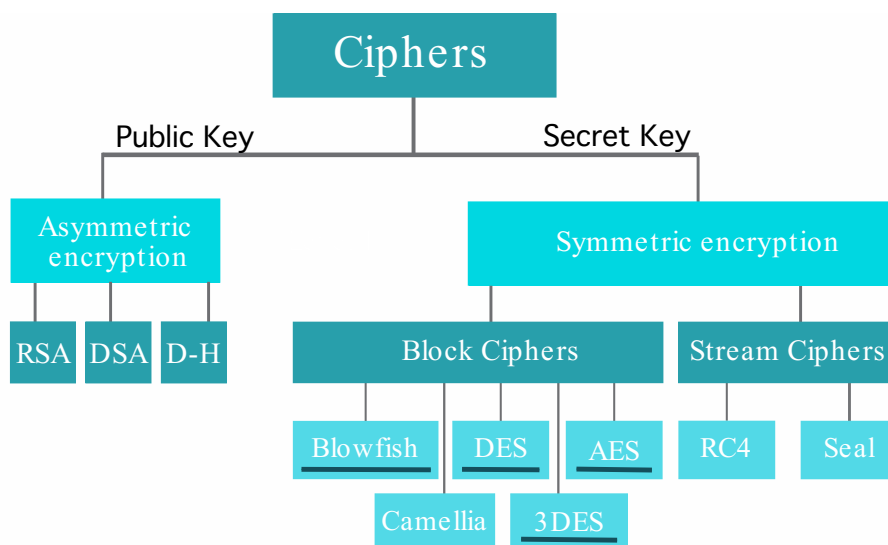 Ciphers
Public Key
Secret Key
Asymmetric
encryption
Symmetric encryption
RSA
DSA
D-H
Block Ciphers
Stream Ciphers
Blowfish
DES
AES
RC4
Seal
Camellia
3DES